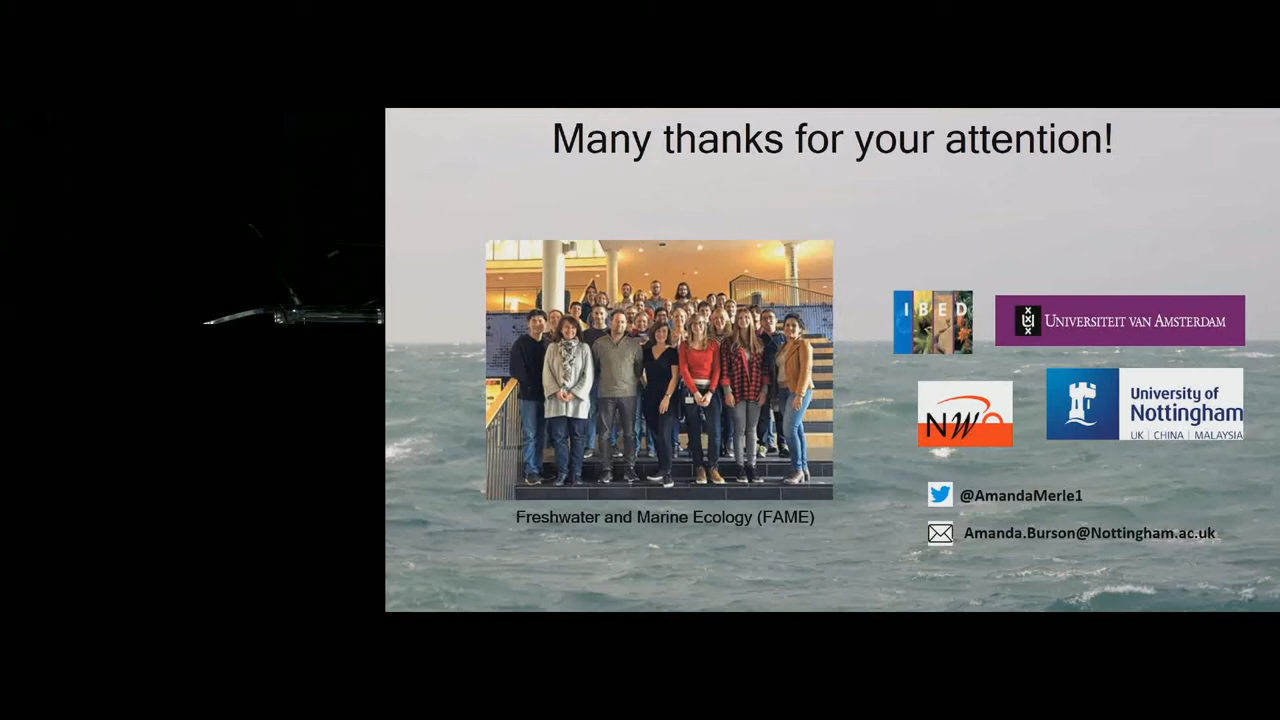 Many thanks for your attention!
IBED
UNIVERSITEIT VAN AMSTERDAM
NWO
University of
Nottingham
UK | CHINA | MALAYSIA
@AmandaMerle1
Freshwater and Marine Ecology (FAME)
Amanda.Burson@Nottingham.ac.uk